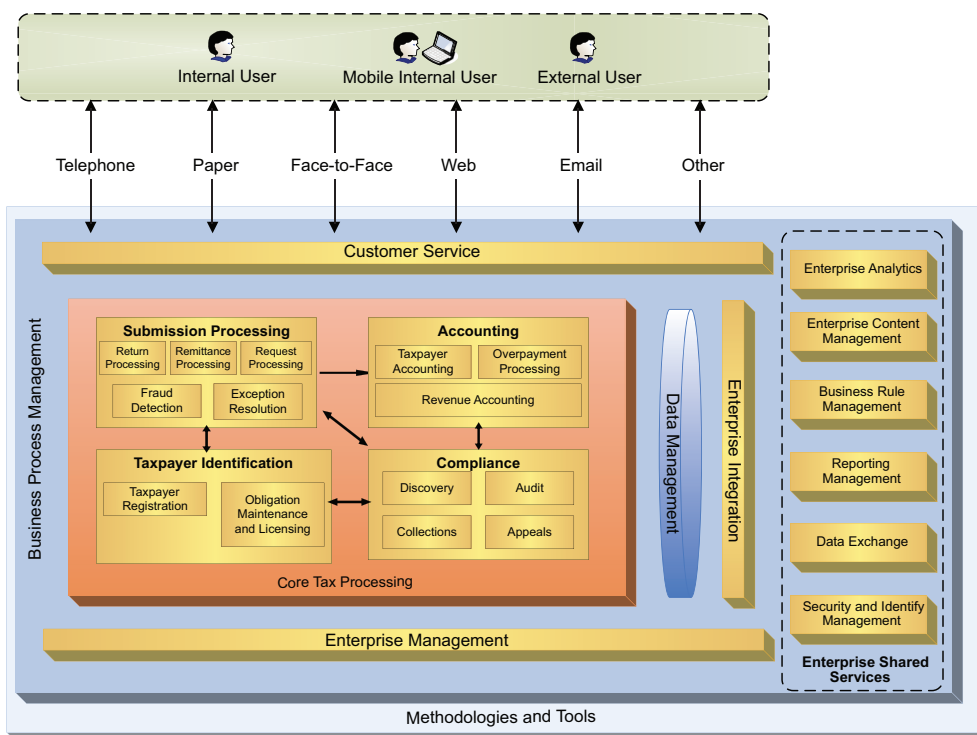 Internal User
Mobile Internal User
External User
Telephone
Paper
Face-to-Face
Web
Email
Other
Business Process Management
Customer Service
Submission Processing
Return
Processing
Remittance
Processing
Request
Processing
Fraud
Detection
Exception
Resolution
Accounting
Taxpayer
Accounting
Overpayment
Processing
Revenue Accounting
Taxpayer Identification
Taxpayer
Registration
Obligation
Maintenance
and Licensing
Compliance
Discovery
Audit
Collections
Appeals
Core Tax Processing
Data Management
Enterprise Integration
Enterprise Management
Enterprise Analytics
Enterprise Content
Management
Business Rule
Management
Reporting
Management
Data Exchange
Security and Identify
Management
Enterprise Shared
Services
Methodologies and Tools